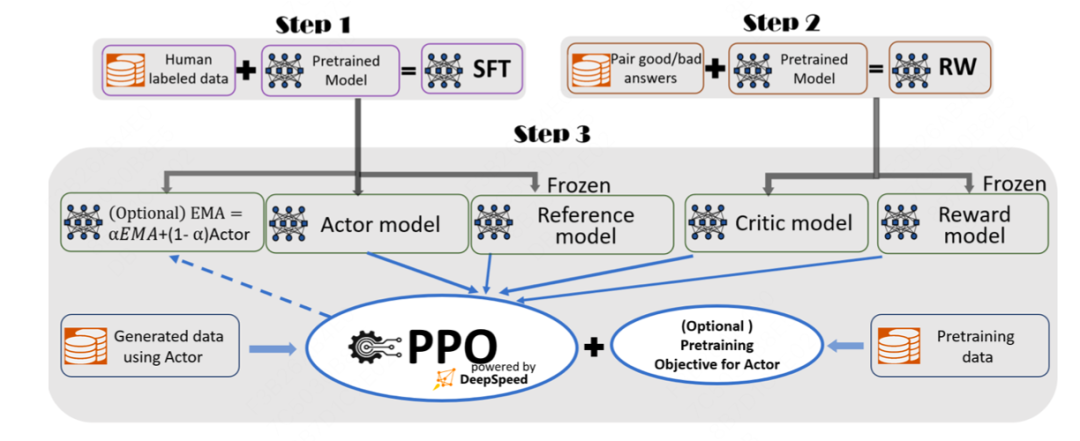 Step 1
Human
labeled data
+
Pretrained
Model
=
SFT
Step 2
Pair good/bad
answers
+
Pretrained
Model
=
RW
Step 3
(Optional) EMA =
αEMA+(1- α)Actor
Actor model
Frozen
Reference
model
Critic model
Frozen
Reward
model
Generated data
using Actor
PPO
powered by
DeepSpeed
+
(Optional )
Pretraining
Objective for Actor
Pretraining
data